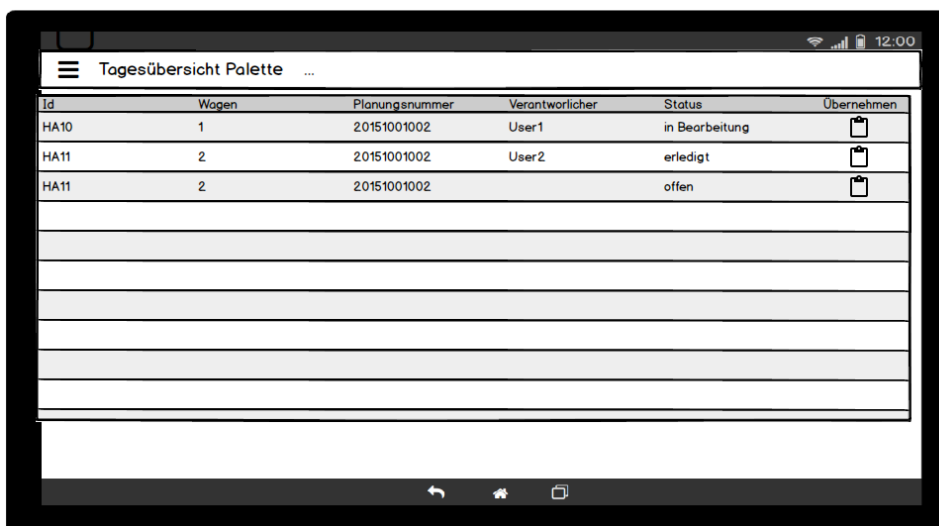 12:00
Tagesübersicht Palette ...
Id Wagen Planungsnummer Verantworlicher Status Übernehmen
HA10 1 20151001002 User1 in Bearbeitung
HA11 2 20151001002 User2 erledigt
HA11 2 20151001002 offen